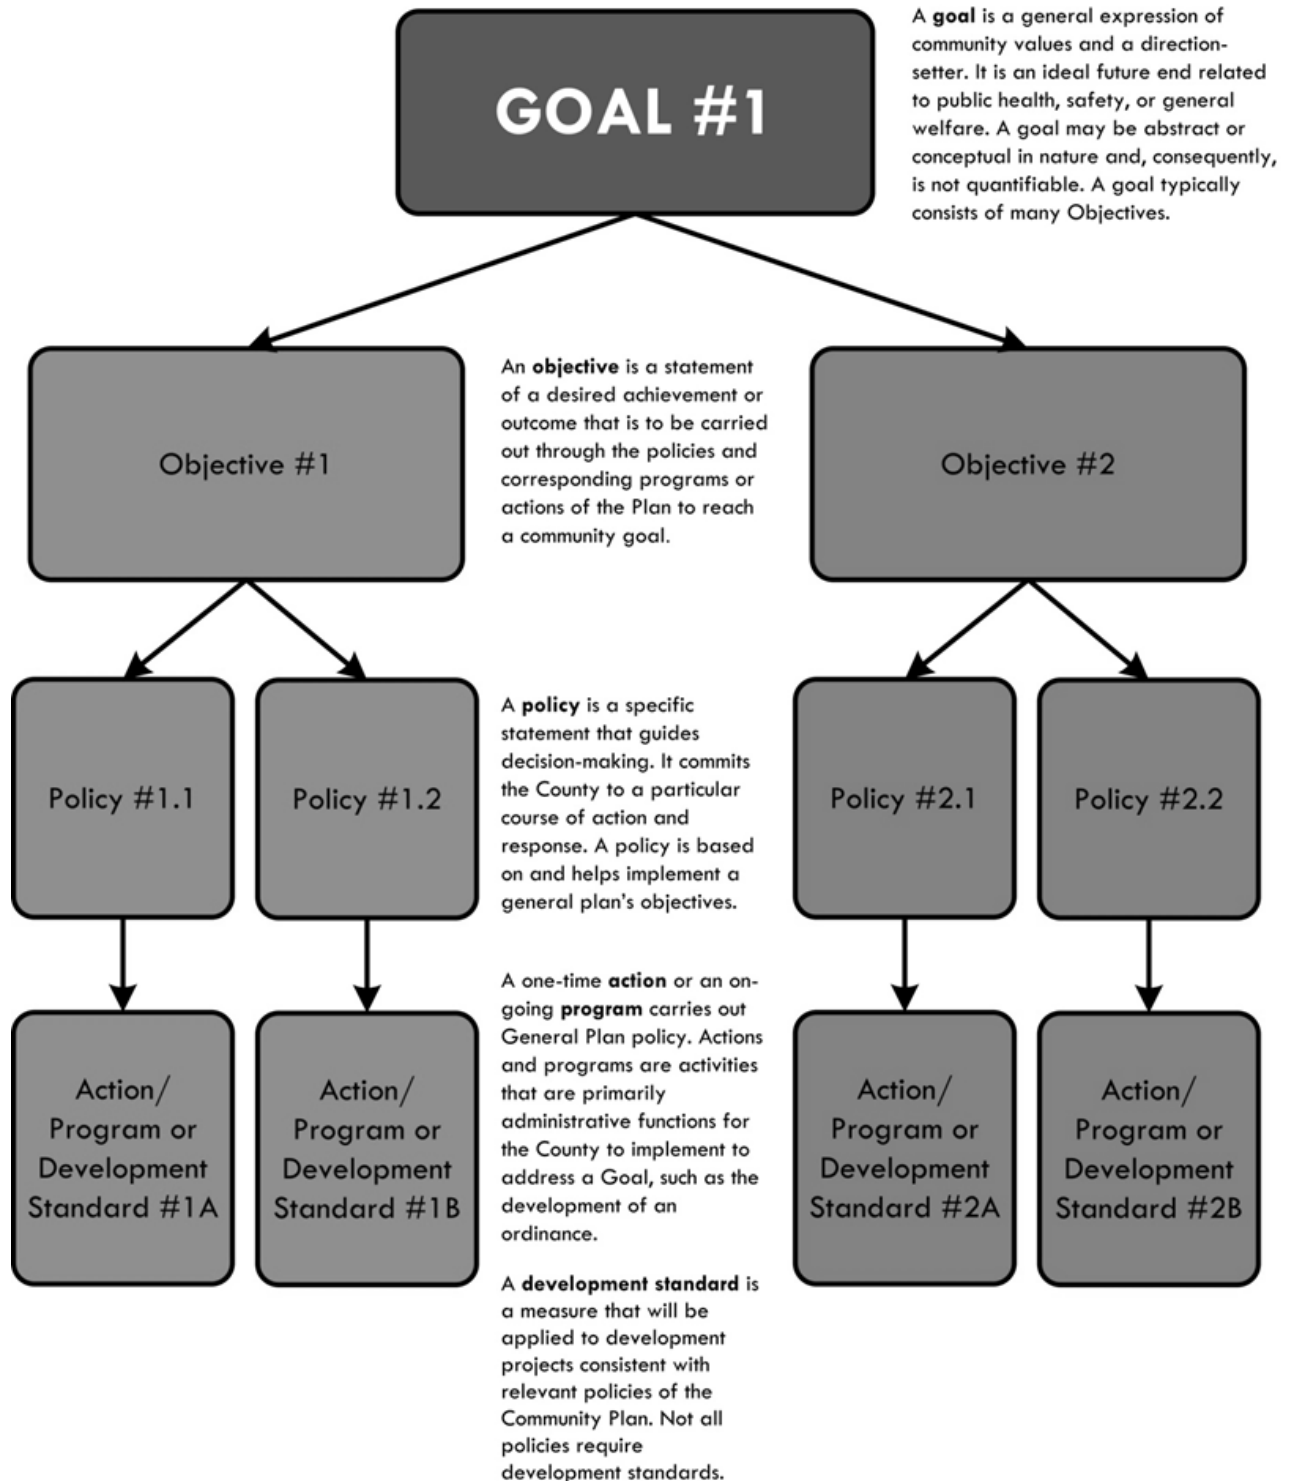 GOAL #1
A goal is a general expression of
community values and a direction-
setter. It is an ideal future end related
to public health, safety, or general
welfare. A goal may be abstract or
conceptual in nature and, consequently,
is not quantifiable. A goal typically
consists of many Objectives.
Objective #1
An objective is a statement
of a desired achievement or
outcome that is to be carried
out through the policies and
corresponding programs or
actions of the Plan to reach
a community goal.
Objective #2
Policy #1.1
Policy #1.2
A policy is a specific
statement that guides
decision-making. It commits
the County to a particular
course of action and
response. A policy is based
on and helps implement a
general plan's objectives.
Policy #2.1
Policy #2.2
Action/
Program or
Development
Standard #1A
Action/
Program or
Development
Standard #1B
A one-time action or an on-
going program carries out
General Plan policy. Actions
and programs are activities
that are primarily
administrative functions for
the County to implement to
address a Goal, such as the
development of an
ordinance.
A development standard is
a measure that will be
applied to development
projects consistent with
relevant policies of the
Community Plan. Not all
policies require
development standards.
Action/
Program or
Development
Standard #2A
Action/
Program or
Development
Standard #2B